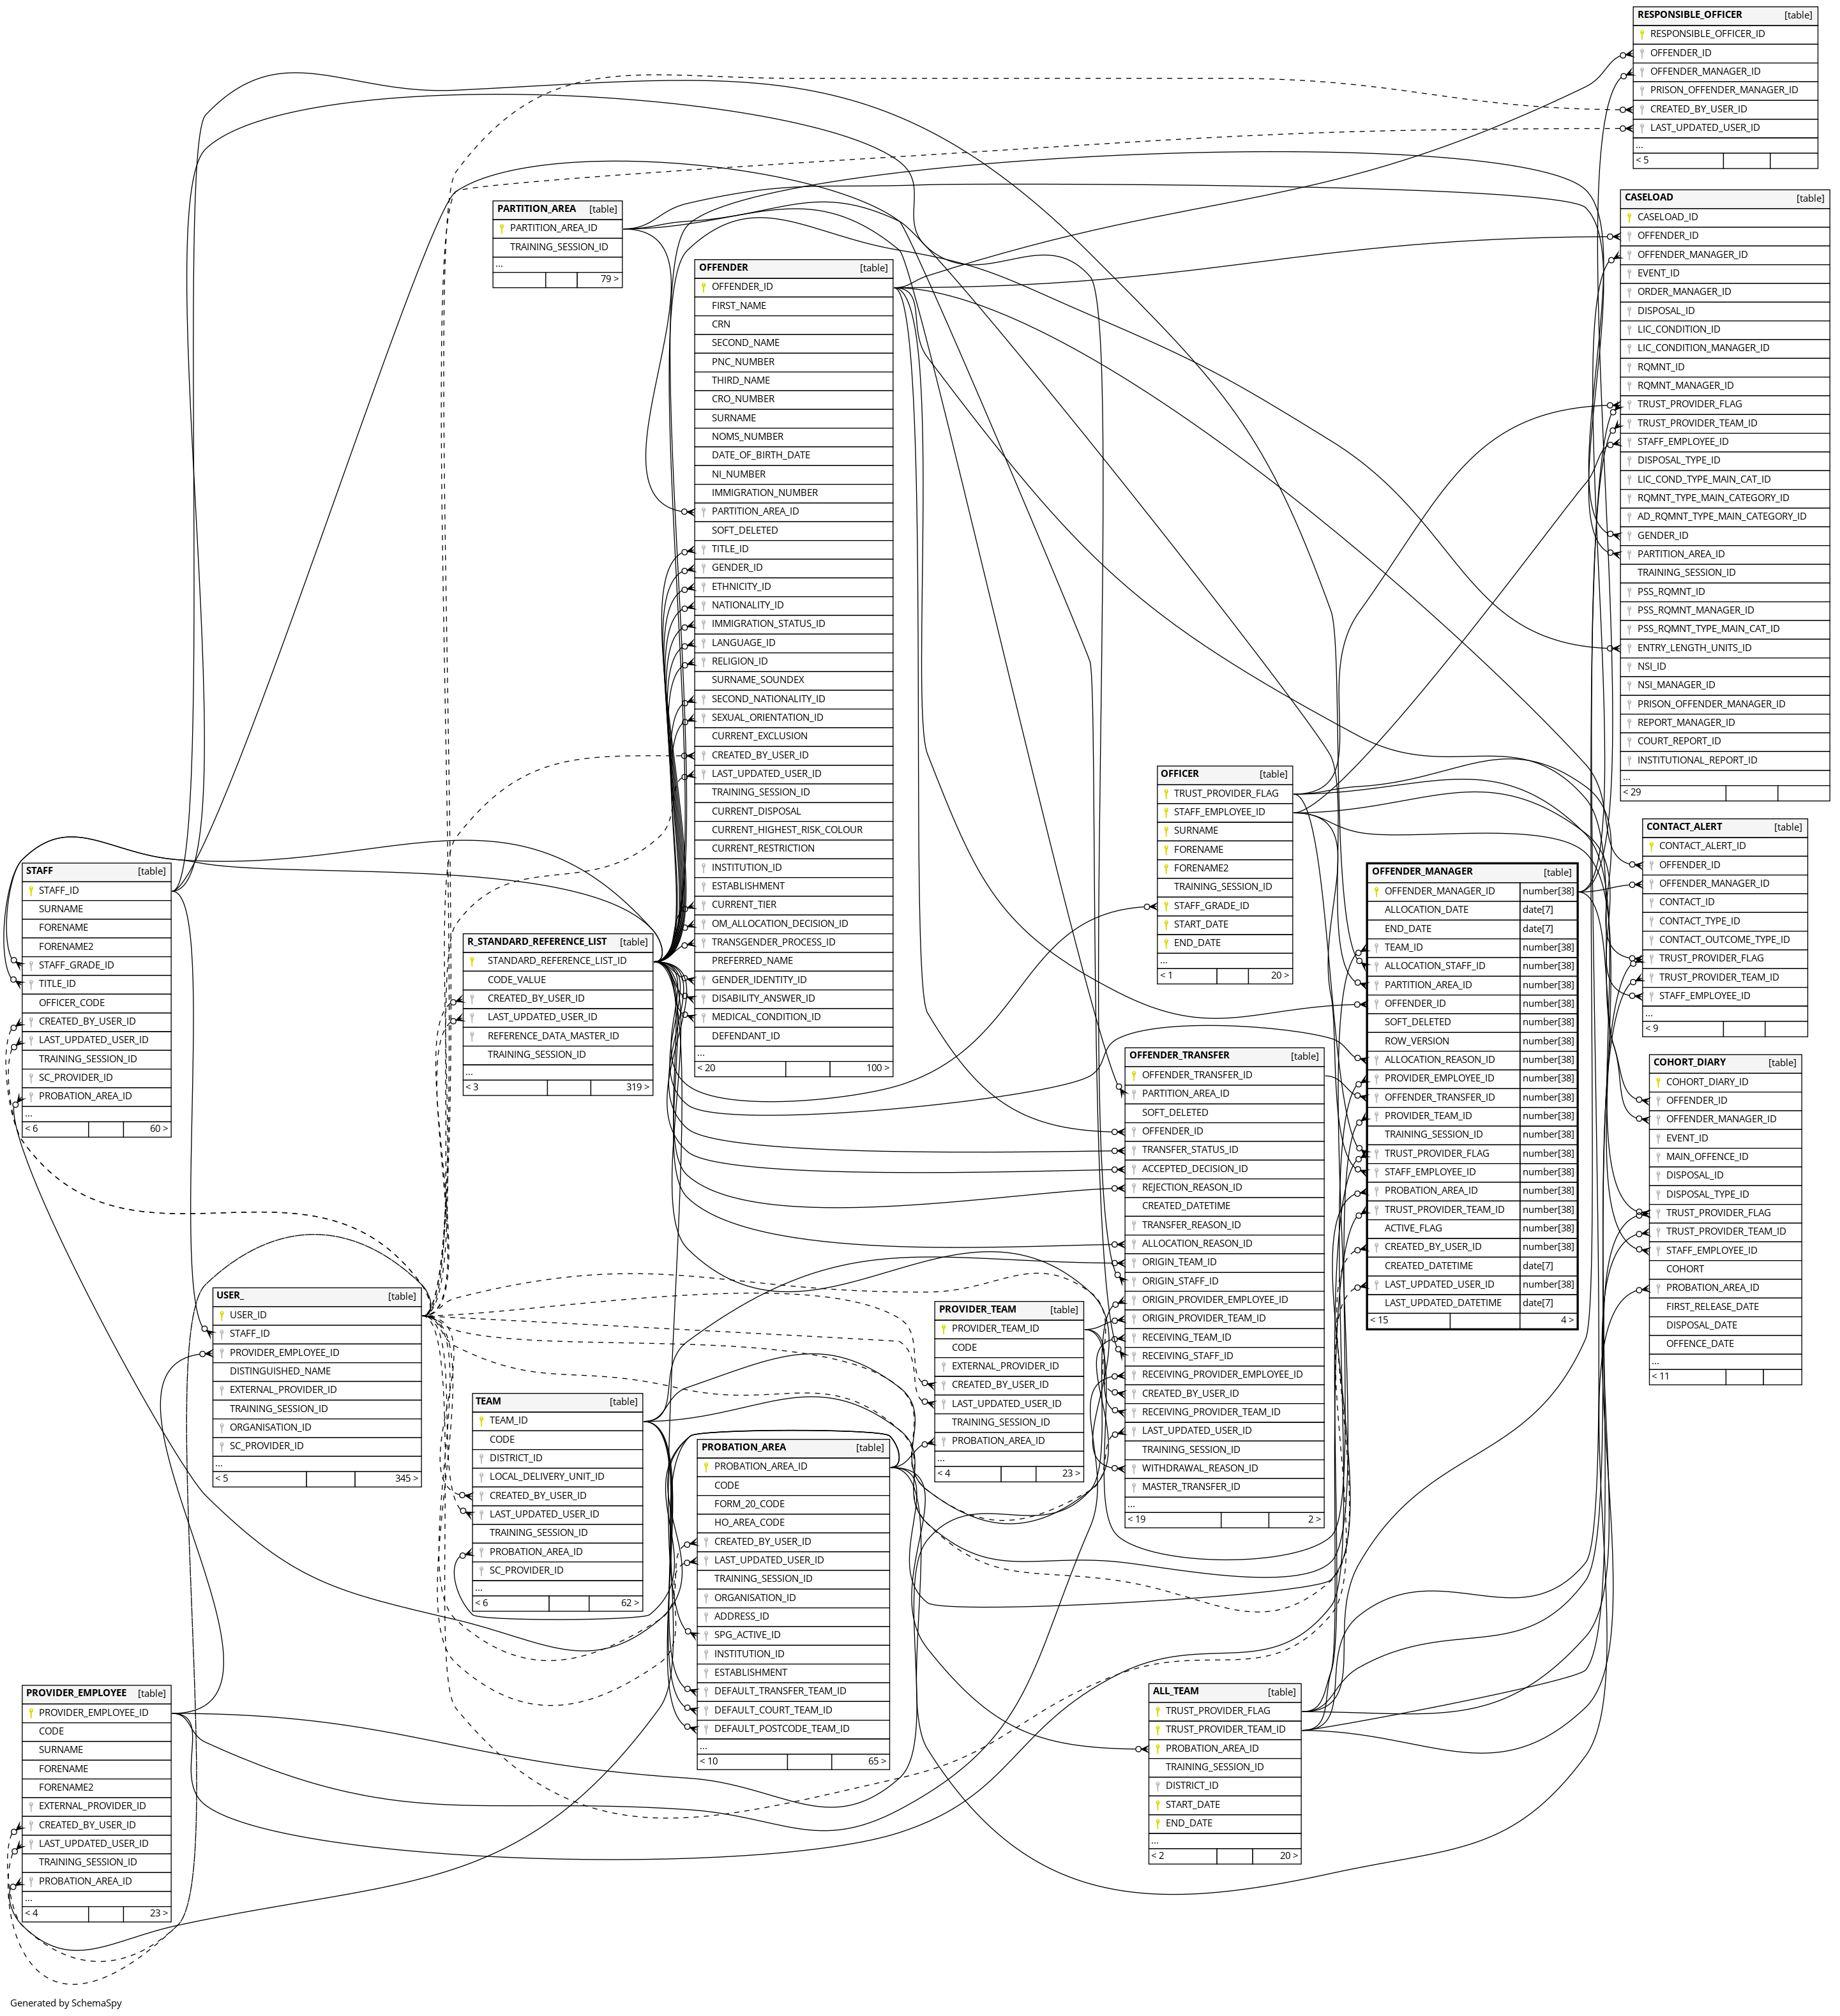 RESPONSIBLE_OFFICER [table]
RESPONSIBLE_OFFICER_ID
OFFENDER_ID
OFFENDER_MANAGER_ID
PRISON_OFFENDER_MANAGER_ID
CREATED_BY_USER_ID
LAST_UPDATED_USER_ID
...
< 5
CASELOAD [table]
CASELOAD_ID
OFFENDER_ID
OFFENDER_MANAGER_ID
EVENT_ID
ORDER_MANAGER_ID
DISPOSAL_ID
LIC_CONDITION_ID
LIC_CONDITION_MANAGER_ID
RQMNT_ID
RQMNT_MANAGER_ID
TRUST_PROVIDER_FLAG
TRUST_PROVIDER_TEAM_ID
STAFF_EMPLOYEE_ID
DISPOSAL_TYPE_ID
LIC_COND_TYPE_MAIN_CAT_ID
RQMNT_TYPE_MAIN_CATEGORY_ID
AD_RQMNT_TYPE_MAIN_CATEGORY_ID
GENDER_ID
PARTITION_AREA_ID
TRAINING_SESSION_ID
PSS_RQMNT_ID
PSS_RQMNT_MANAGER_ID
PSS_RQMNT_TYPE_MAIN_CAT_ID
ENTRY_LENGTH_UNITS_ID
NSI_ID
NSI_MANAGER_ID
PRISON_OFFENDER_MANAGER_ID
REPORT_MANAGER_ID
COURT_REPORT_ID
INSTITUTIONAL_REPORT_ID
...
< 29
PARTITION_AREA [table]
PARTITION_AREA_ID
TRAINING_SESSION_ID
...
79 >
OFFENDER [table]
OFFENDER_ID
FIRST_NAME
CRN
SECOND_NAME
PNC_NUMBER
THIRD_NAME
CRO_NUMBER
SURNAME
NOMS_NUMBER
DATE_OF_BIRTH_DATE
NI_NUMBER
IMMIGRATION_NUMBER
PARTITION_AREA_ID
SOFT_DELETED
TITLE_ID
GENDER_ID
ETHNICITY_ID
NATIONALITY_ID
IMMIGRATION_STATUS_ID
LANGUAGE_ID
RELIGION_ID
SURNAME_SOUNDEX
SECOND_NATIONALITY_ID
SEXUAL_ORIENTATION_ID
CURRENT_EXCLUSION
CREATED_BY_USER_ID
LAST_UPDATED_USER_ID
TRAINING_SESSION_ID
CURRENT_DISPOSAL
CURRENT_HIGHEST_RISK_COLOUR
CURRENT_RESTRICTION
INSTITUTION_ID
ESTABLISHMENT
CURRENT_TIER
OM_ALLOCATION_DECISION_ID
TRANSGENDER_PROCESS_ID
PREFERRED_NAME
GENDER_IDENTITY_ID
DISABILITY_ANSWER_ID
MEDICAL_CONDITION_ID
DEFENDANT_ID
...
< 20 100 >
OFFICER [table]
TRUST_PROVIDER_FLAG
STAFF_EMPLOYEE_ID
SURNAME
FORENAME
FORENAME2
TRAINING_SESSION_ID
STAFF_GRADE_ID
START_DATE
END_DATE
...
< 1 20 >
CONTACT_ALERT [table]
CONTACT_ALERT_ID
OFFENDER_ID
OFFENDER_MANAGER_ID
CONTACT_ID
CONTACT_TYPE_ID
CONTACT_OUTCOME_TYPE_ID
TRUST_PROVIDER_FLAG
TRUST_PROVIDER_TEAM_ID
STAFF_EMPLOYEE_ID
...
< 9
STAFF [table]
STAFF_ID
SURNAME
FORENAME
FORENAME2
STAFF_GRADE_ID
TITLE_ID
OFFICER_CODE
CREATED_BY_USER_ID
LAST_UPDATED_USER_ID
TRAINING_SESSION_ID
SC_PROVIDER_ID
PROBATION_AREA_ID
...
< 6 60 >
OFFENDER_MANAGER [table]
OFFENDER_MANAGER_ID number[38]
ALLOCATION_DATE date[7]
END_DATE date[7]
TEAM_ID number[38]
ALLOCATION_STAFF_ID number[38]
PARTITION_AREA_ID number[38]
OFFENDER_ID number[38]
SOFT_DELETED number[38]
ROW_VERSION number[38]
ALLOCATION_REASON_ID number[38]
PROVIDER_EMPLOYEE_ID number[38]
OFFENDER_TRANSFER_ID number[38]
PROVIDER_TEAM_ID number[38]
TRAINING_SESSION_ID number[38]
TRUST_PROVIDER_FLAG number[38]
STAFF_EMPLOYEE_ID number[38]
PROBATION_AREA_ID number[38]
TRUST_PROVIDER_TEAM_ID number[38]
ACTIVE_FLAG number[38]
CREATED_BY_USER_ID number[38]
CREATED_DATETIME date[7]
LAST_UPDATED_USER_ID number[38]
LAST_UPDATED_DATETIME date[7]
< 15 4 >
R_STANDARD_REFERENCE_LIST [table]
STANDARD_REFERENCE_LIST_ID
CODE_VALUE
CREATED_BY_USER_ID
LAST_UPDATED_USER_ID
REFERENCE_DATA_MASTER_ID
TRAINING_SESSION_ID
...
< 3 319 >
OFFENDER_TRANSFER [table]
OFFENDER_TRANSFER_ID
PARTITION_AREA_ID
SOFT_DELETED
OFFENDER_ID
TRANSFER_STATUS_ID
ACCEPTED_DECISION_ID
REJECTION_REASON_ID
CREATED_DATETIME
TRANSFER_REASON_ID
ALLOCATION_REASON_ID
ORIGIN_TEAM_ID
ORIGIN_STAFF_ID
ORIGIN_PROVIDER_EMPLOYEE_ID
ORIGIN_PROVIDER_TEAM_ID
RECEIVING_TEAM_ID
RECEIVING_STAFF_ID
RECEIVING_PROVIDER_EMPLOYEE_ID
CREATED_BY_USER_ID
RECEIVING_PROVIDER_TEAM_ID
LAST_UPDATED_USER_ID
TRAINING_SESSION_ID
WITHDRAWAL_REASON_ID
MASTER_TRANSFER_ID
...
< 19 2 >
COHORT_DIARY [table]
COHORT_DIARY_ID
OFFENDER_ID
OFFENDER_MANAGER_ID
EVENT_ID
MAIN_OFFENCE_ID
DISPOSAL_ID
DISPOSAL_TYPE_ID
TRUST_PROVIDER_FLAG
TRUST_PROVIDER_TEAM_ID
STAFF_EMPLOYEE_ID
COHORT
PROBATION_AREA_ID
FIRST_RELEASE_DATE
DISPOSAL_DATE
OFFENCE_DATE
...
< 11
USER_ [table]
USER_ID
STAFF_ID
PROVIDER_EMPLOYEE_ID
DISTINGUISHED_NAME
EXTERNAL_PROVIDER_ID
TRAINING_SESSION_ID
ORGANISATION_ID
SC_PROVIDER_ID
...
< 5 345 >
PROVIDER_TEAM [table]
PROVIDER_TEAM_ID
CODE
EXTERNAL_PROVIDER_ID
CREATED_BY_USER_ID
LAST_UPDATED_USER_ID
TRAINING_SESSION_ID
PROBATION_AREA_ID
...
< 4 23 >
TEAM [table]
TEAM_ID
CODE
DISTRICT_ID
LOCAL_DELIVERY_UNIT_ID
CREATED_BY_USER_ID
LAST_UPDATED_USER_ID
TRAINING_SESSION_ID
PROBATION_AREA_ID
SC_PROVIDER_ID
...
< 6 62 >
PROBATION_AREA [table]
PROBATION_AREA_ID
CODE
FORM_20_CODE
HO_AREA_CODE
CREATED_BY_USER_ID
LAST_UPDATED_USER_ID
TRAINING_SESSION_ID
ORGANISATION_ID
ADDRESS_ID
SPG_ACTIVE_ID
INSTITUTION_ID
ESTABLISHMENT
DEFAULT_TRANSFER_TEAM_ID
DEFAULT_COURT_TEAM_ID
DEFAULT_POSTCODE_TEAM_ID
...
< 10 65 >
PROVIDER_EMPLOYEE [table]
PROVIDER_EMPLOYEE_ID
CODE
SURNAME
FORENAME
FORENAME2
EXTERNAL_PROVIDER_ID
CREATED_BY_USER_ID
LAST_UPDATED_USER_ID
TRAINING_SESSION_ID
PROBATION_AREA_ID
...
< 4 23 >
ALL_TEAM [table]
TRUST_PROVIDER_FLAG
TRUST_PROVIDER_TEAM_ID
PROBATION_AREA_ID
TRAINING_SESSION_ID
DISTRICT_ID
START_DATE
END_DATE
...
< 2 20 >
Generated by SchemaSpy